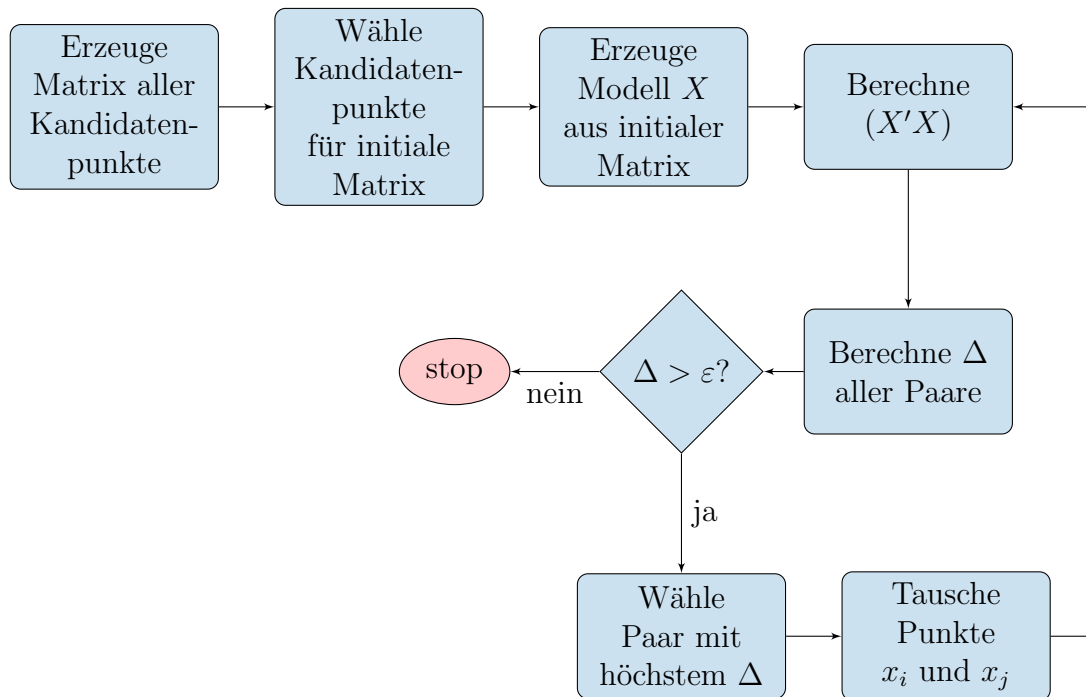 Erzeuge
Matrix aller
Kandidaten-
punkte
Wähle
Kandidaten-
punkte
für initiale
Matrix
Erzeuge
Modell X
aus initialer
Matrix
Berechne
(X′X)
Berechne Δ
aller Paare
Δ > ε?
nein
stop
ja
Wähle
Paar mit
höchstem Δ
Tausche
Punkte
x_i und x_j